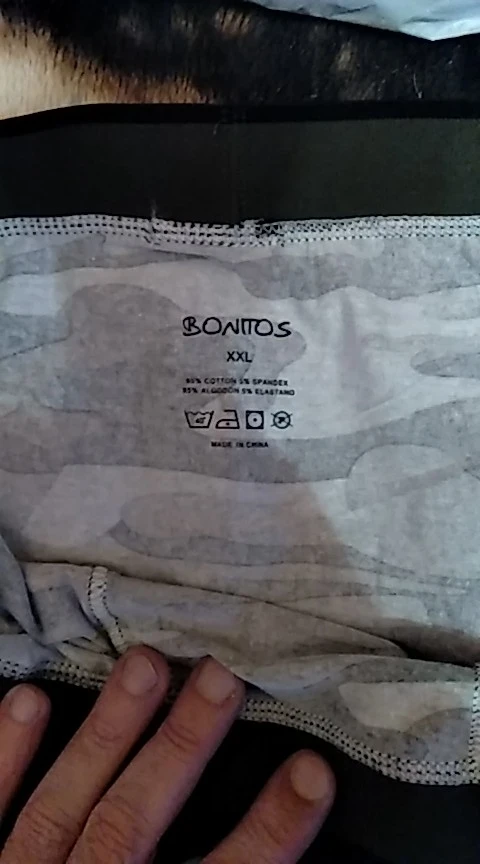 BONITOS
XXL
95% COTTON 5% SPANDEX
95% ALGODON 5% ELASTANO
MADE IN CHINA